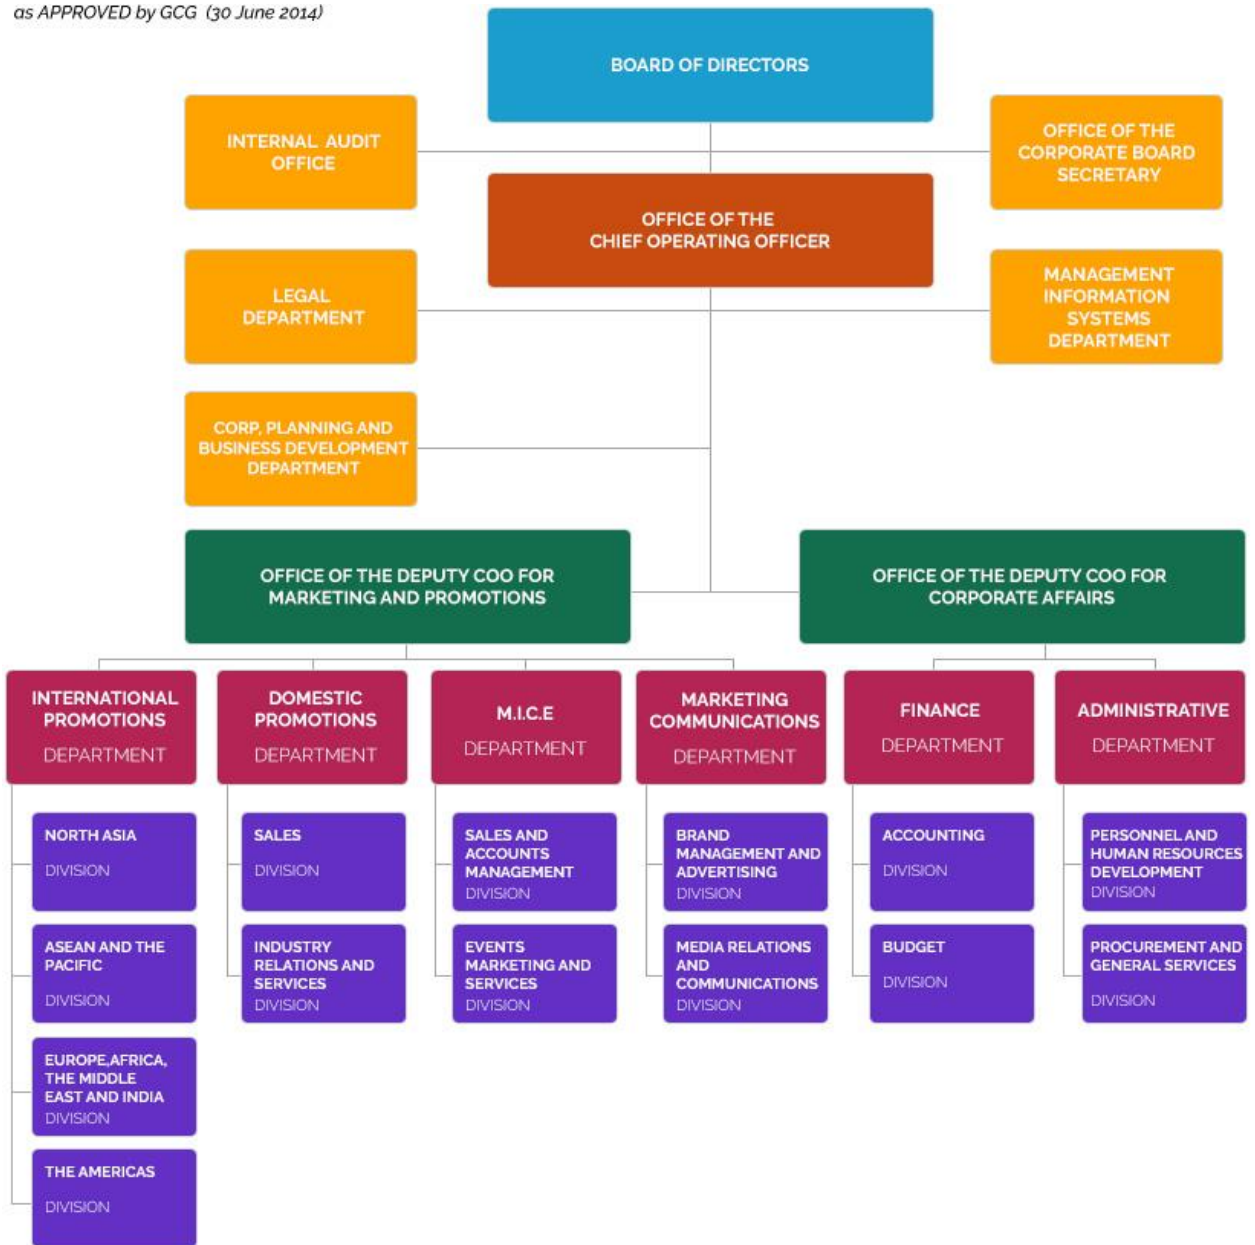 as APPROVED by GCG (30 June 2014)
BOARD OF DIRECTORS
INTERNAL AUDIT
OFFICE
OFFICE OF THE
CORPORATE BOARD
SECRETARY
OFFICE OF THE
CHIEF OPERATING OFFICER
LEGAL
DEPARTMENT
MANAGEMENT
INFORMATION
SYSTEMS
DEPARTMENT
CORP, PLANNING AND
BUSINESS DEVELOPMENT
DEPARTMENT
OFFICE OF THE DEPUTY COO FOR
MARKETING AND PROMOTIONS
OFFICE OF THE DEPUTY COO FOR
CORPORATE AFFAIRS
INTERNATIONAL
PROMOTIONS
DEPARTMENT
DOMESTIC
PROMOTIONS
DEPARTMENT
M.I.C.E
DEPARTMENT
MARKETING
COMMUNICATIONS
DEPARTMENT
FINANCE
DEPARTMENT
ADMINISTRATIVE
DEPARTMENT
NORTH ASIA
DIVISION
SALES
DIVISION
SALES AND
ACCOUNTS
MANAGEMENT
DIVISION
BRAND
MANAGEMENT AND
ADVERTISING
DIVISION
ACCOUNTING
DIVISION
PERSONNEL AND
HUMAN RESOURCES
DEVELOPMENT
DIVISION
ASEAN AND THE
PACIFIC
DIVISION
INDUSTRY
RELATIONS AND
SERVICES
DIVISION
EVENTS
MARKETING AND
SERVICES
DIVISION
MEDIA RELATIONS
AND
COMMUNICATIONS
DIVISION
BUDGET
DIVISION
PROCUREMENT AND
GENERAL SERVICES
DIVISION
EUROPE,AFRICA,
THE MIDDLE
EAST AND INDIA
DIVISION
THE AMERICAS
DIVISION